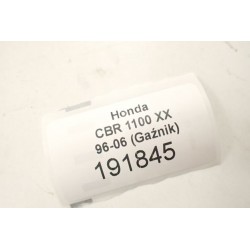 Honda
CBR 1100 XX
96-06 (Gaźnik)
191845